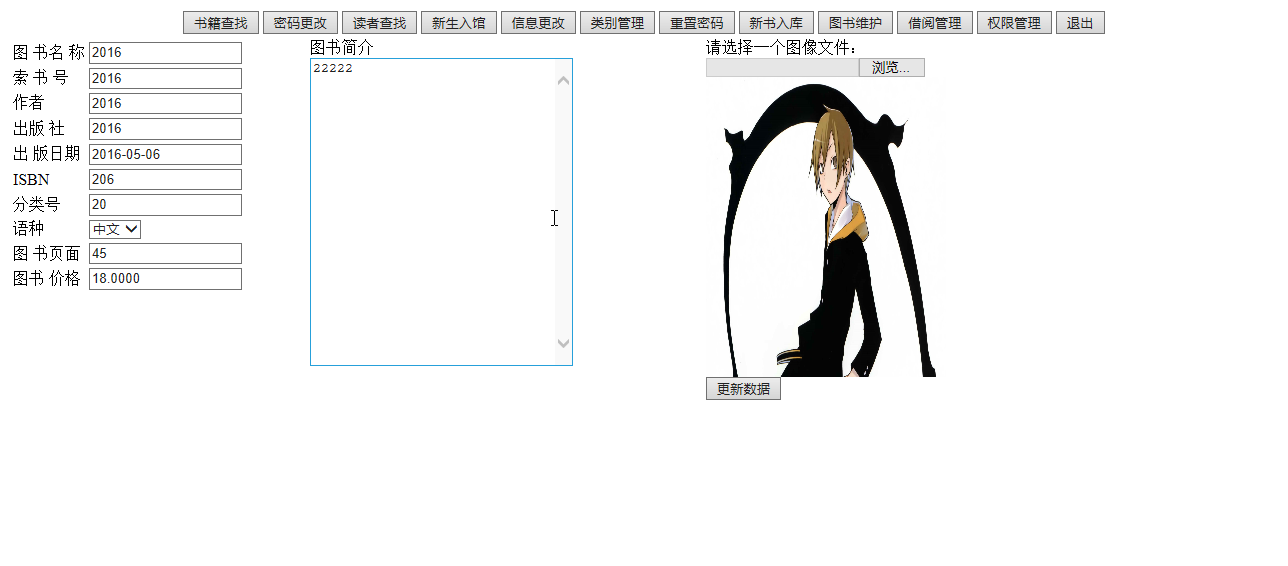 书籍查找 密码更改 读者查找 新生入馆 信息更改 类别管理 重置密码 新书入库 图书维护 借阅管理 权限管理 退出
图 书名 称 2016
索 书 号 2016
作者 2016
出版 社 2016
出 版日期 2016-05-06
ISBN 206
分类号 20
语种 中文
图 书页面 45
图书 价格 18.0000
图书简介
22222
请选择一个图像文件：
浏览...
更新数据